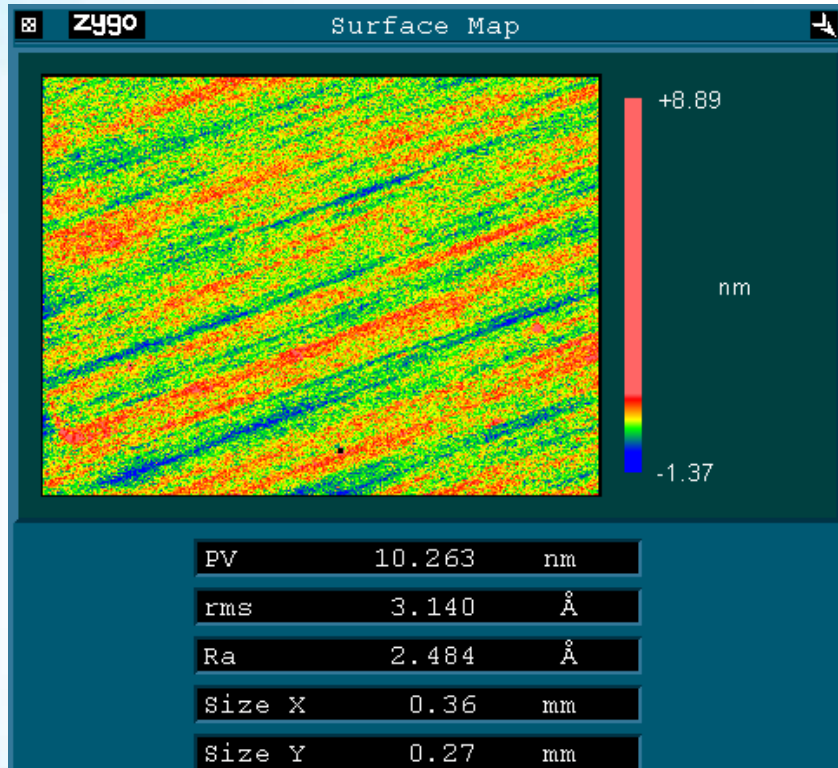 zygo Surface Map
+8.89
nm
-1.37
PV 10.263 nm
rms 3.140 Å
Ra 2.484 Å
Size X 0.36 mm
Size Y 0.27 mm